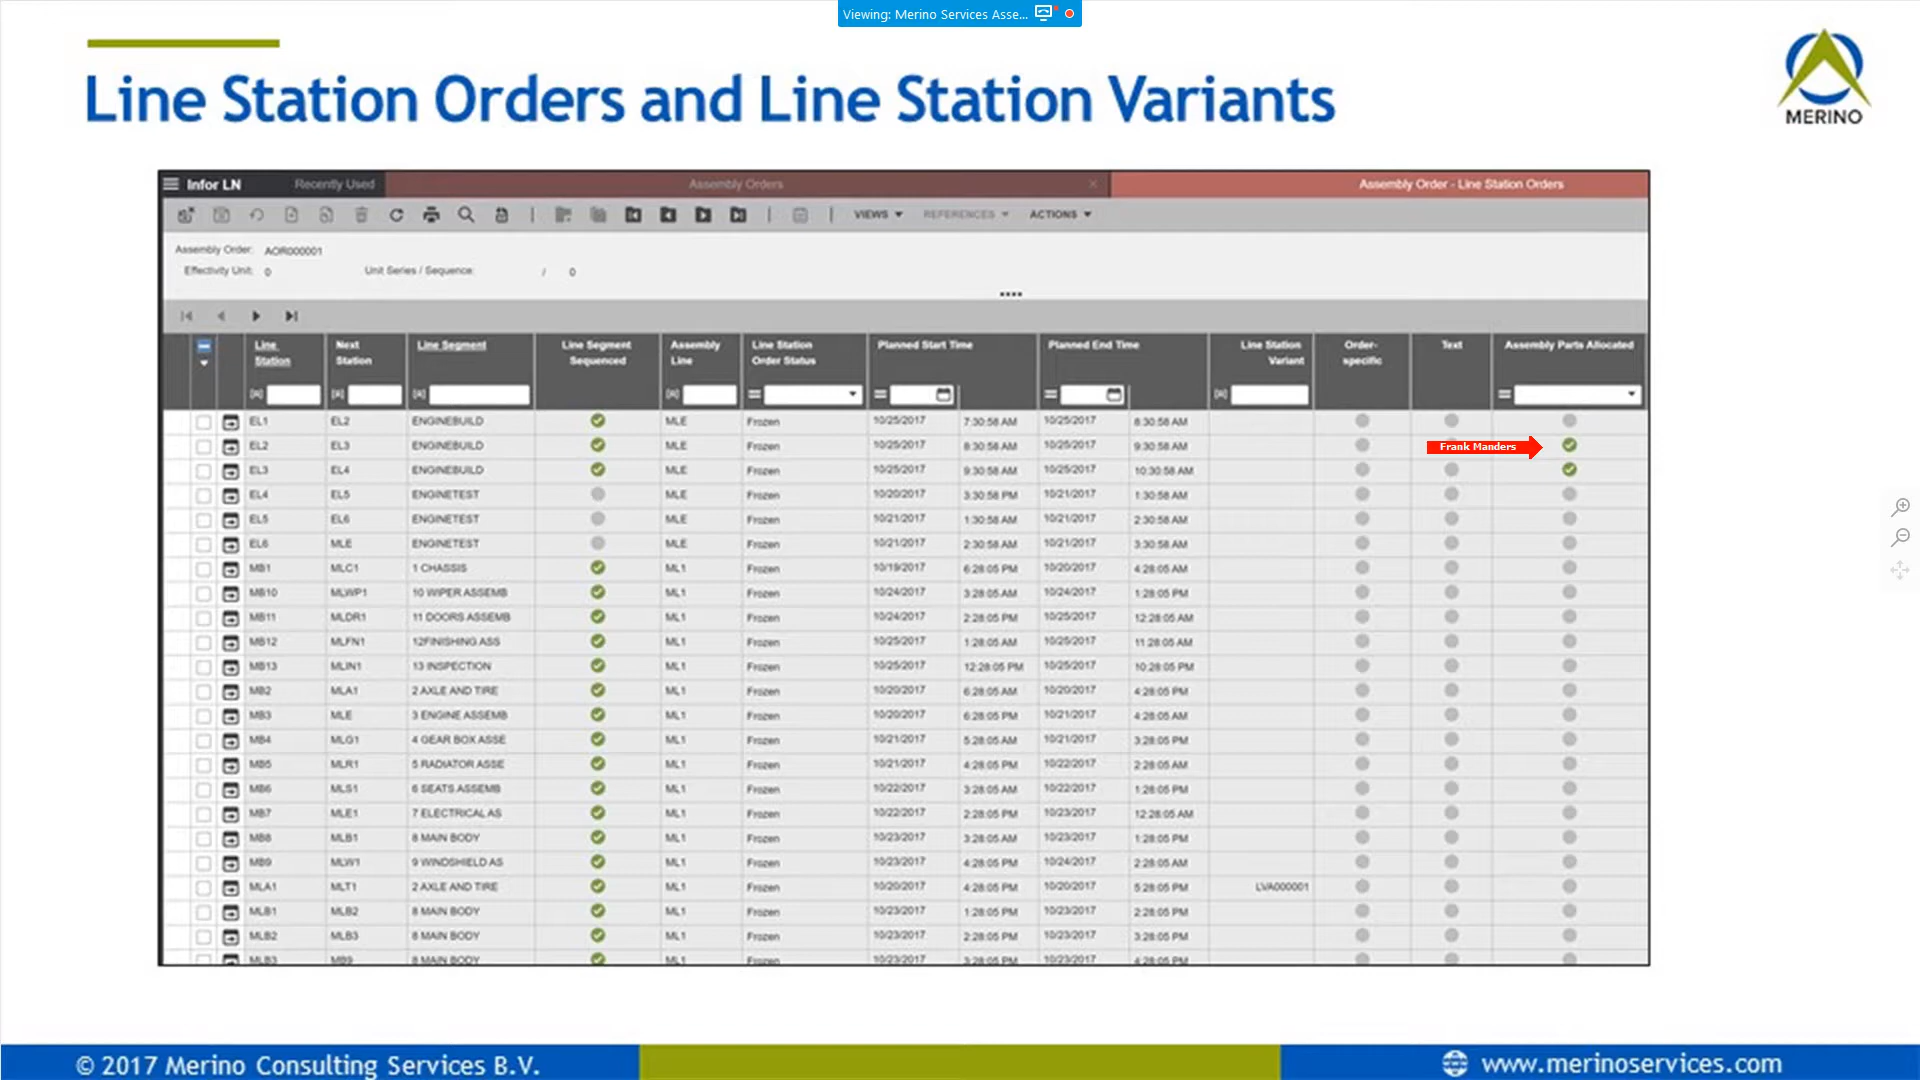 Viewing: Merino Services Asse...
Line Station Orders and Line Station Variants
MERINO
Infor LN Recently Used Assembly Orders Assembly Order - Line Station Orders
VIEWS REFERENCES ACTIONS
Assembly Order: AOR000001
Effectivity Unit: 0 Unit Series / Sequence: / 0
Line Station Next Station Line Segment Line Segment Sequenced Assembly Line Line Station Order Status Planned Start Time Planned End Time Line Station Variant Order-specific Text Assembly Parts Allocated
EL1 EL2 ENGINEBUILD MLE Frozen 10/25/2017 7:30:58 AM 10/25/2017 8:30:58 AM
EL2 EL3 ENGINEBUILD MLE Frozen 10/25/2017 8:30:58 AM 10/25/2017 9:30:58 AM Frank Manders
EL3 EL4 ENGINEBUILD MLE Frozen 10/25/2017 9:30:58 AM 10/25/2017 10:30:58 AM
EL4 EL5 ENGINETEST MLE Frozen 10/20/2017 3:30:58 PM 10/21/2017 1:30:58 AM
EL5 EL6 ENGINETEST MLE Frozen 10/21/2017 1:30:58 AM 10/21/2017 2:30:58 AM
EL6 MLE ENGINETEST MLE Frozen 10/21/2017 2:30:58 AM 10/21/2017 3:30:58 AM
MB1 MLC1 1 CHASSIS ML1 Frozen 10/19/2017 6:28:05 PM 10/20/2017 4:28:05 AM
MB10 MLWP1 10 WIPER ASSEMB ML1 Frozen 10/24/2017 3:28:05 AM 10/24/2017 1:28:05 PM
MB11 MLDR1 11 DOORS ASSEMB ML1 Frozen 10/24/2017 2:28:05 PM 10/25/2017 12:28:05 AM
MB12 MLFN1 12FINISHING ASS ML1 Frozen 10/25/2017 1:28:05 AM 10/25/2017 11:28:05 AM
MB13 MLIN1 13 INSPECTION ML1 Frozen 10/25/2017 12:28:05 PM 10/25/2017 10:28:05 PM
MB2 MLA1 2 AXLE AND TIRE ML1 Frozen 10/20/2017 6:28:05 AM 10/20/2017 4:28:05 PM
MB3 MLE 3 ENGINE ASSEMB ML1 Frozen 10/20/2017 6:28:05 PM 10/21/2017 4:28:05 AM
MB4 MLG1 4 GEAR BOX ASSE ML1 Frozen 10/21/2017 5:28:05 AM 10/21/2017 3:28:05 PM
MB5 MLR1 5 RADIATOR ASSE ML1 Frozen 10/21/2017 4:28:05 PM 10/22/2017 2:28:05 AM
MB6 MLS1 6 SEATS ASSEMB ML1 Frozen 10/22/2017 3:28:05 AM 10/22/2017 1:28:05 PM
MB7 MLE1 7 ELECTRICAL AS ML1 Frozen 10/22/2017 2:28:05 PM 10/23/2017 12:28:05 AM
MB8 MLB1 8 MAIN BODY ML1 Frozen 10/23/2017 3:28:05 AM 10/23/2017 1:28:05 PM
MB9 MLW1 9 WINDSHIELD AS ML1 Frozen 10/23/2017 4:28:05 PM 10/24/2017 2:28:05 AM
MLA1 MLT1 2 AXLE AND TIRE ML1 Frozen 10/20/2017 4:28:05 PM 10/20/2017 5:28:05 PM LVA000001
MLB1 MLB2 8 MAIN BODY ML1 Frozen 10/23/2017 1:28:05 PM 10/23/2017 2:28:05 PM
MLB2 MLB3 8 MAIN BODY ML1 Frozen 10/23/2017 2:28:05 PM 10/23/2017 3:28:05 PM
MLB3 MB9 8 MAIN BODY ML1 Frozen 10/23/2017 3:28:05 PM 10/23/2017 4:28:05 PM
© 2017 Merino Consulting Services B.V. www.merinoservices.com